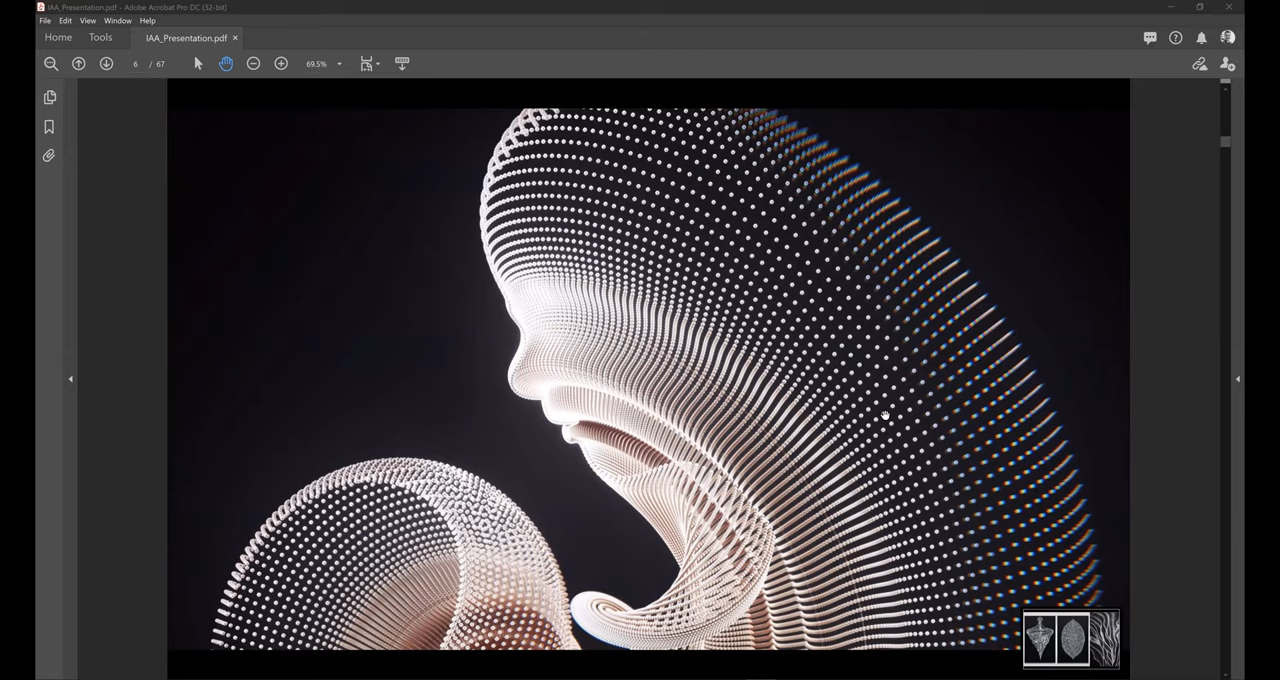 IAA_Presentation.pdf - Adobe Acrobat Pro DC (32-bit)
File Edit View Window Help
Home Tools IAA_Presentation.pdf ×
6 / 67 69.5%